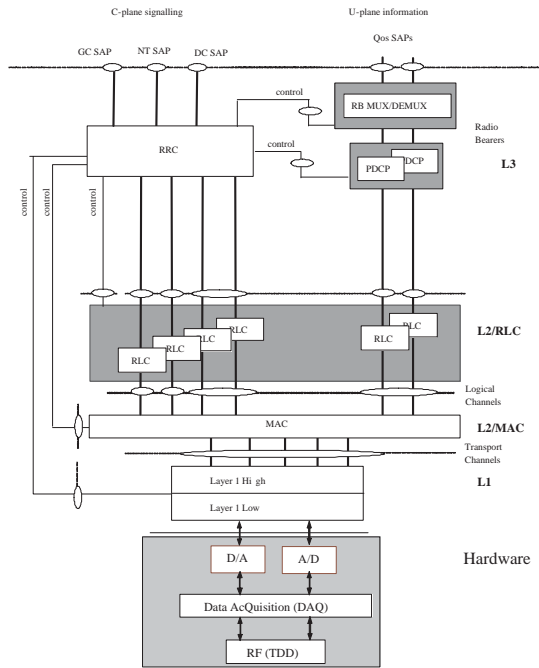 C-plane signalling
U-plane information
Qos SAPs
GC SAP
NT SAP
DC SAP
control
RB MUX/DEMUX
Radio
Bearers
L3
RRC
control
PDCP
PDCP
control
control
control
RLC
RLC
RLC
RLC
RLC
RLC
L2/RLC
Logical
Channels
MAC
L2/MAC
Transport
Channels
Layer 1 Hi gh
L1
Layer 1 Low
D/A
A/D
Hardware
Data AcQuisition (DAQ)
RF (TDD)